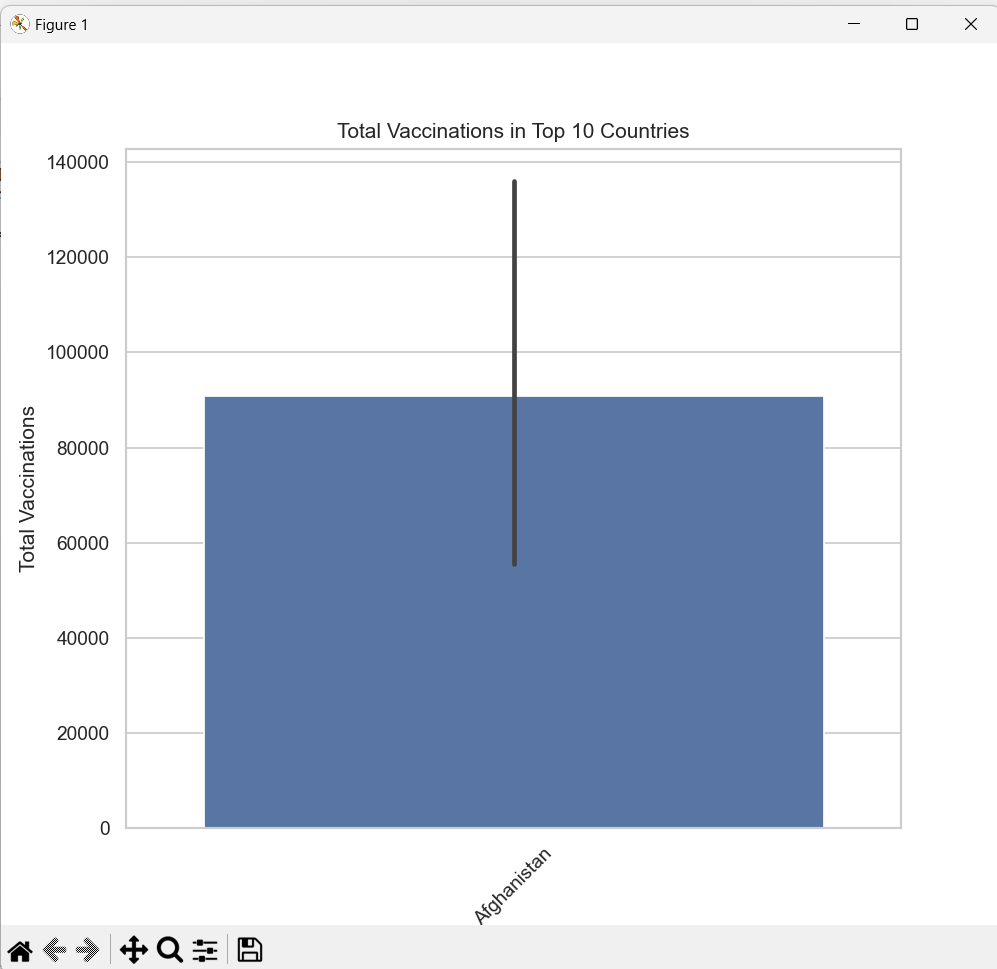 Figure 1
Total Vaccinations in Top 10 Countries
140000
120000
100000
80000
60000
40000
20000
0
Total Vaccinations
Afghanistan